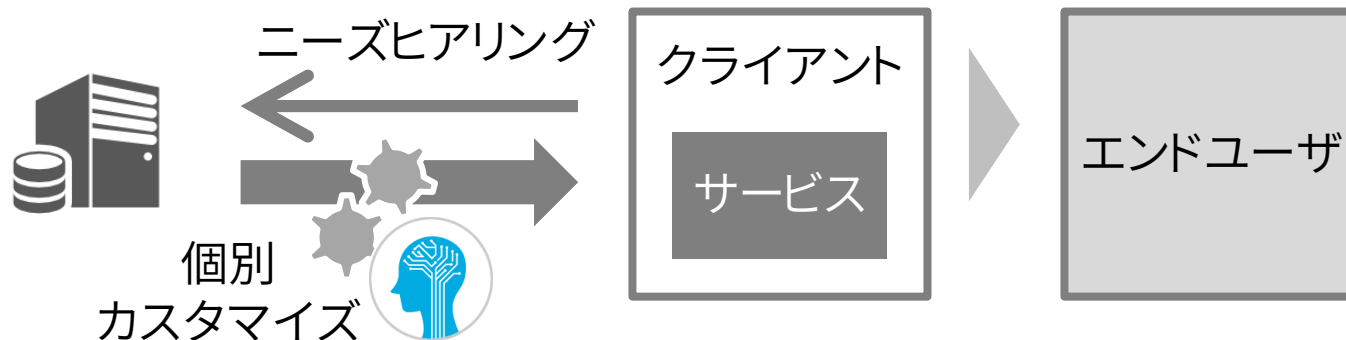 ニーズヒアリング
クライアント
サービス
エンドユーザ
個別
カスタマイズ